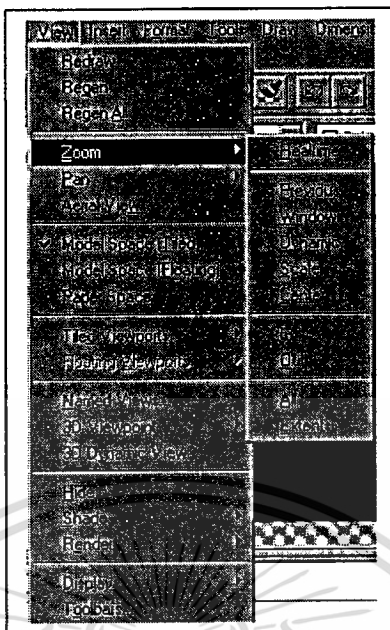 View Insert Format Tools Draw Dimension
Redraw
Regen
Regen All
Zoom
Pan
Aerial View
Model Space (Tiled)
Model Space (Floating)
Paper Space
Tiled Viewports
Floating Viewports
Named Views
3D Viewpoint
3D Dynamic View
Hide
Shade
Render
Display
Toolbars
Realtime
Previous
Window
Dynamic
Scale
Center
In
Out
All
Extents